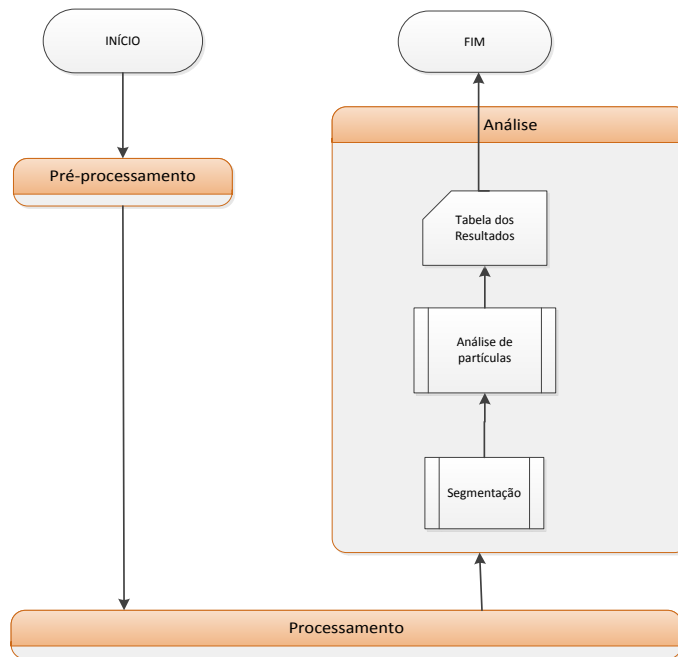 INÍCIO
FIM
Análise
Pré-processamento
Tabela dos
Resultados
Análise de
partículas
Segmentação
Processamento